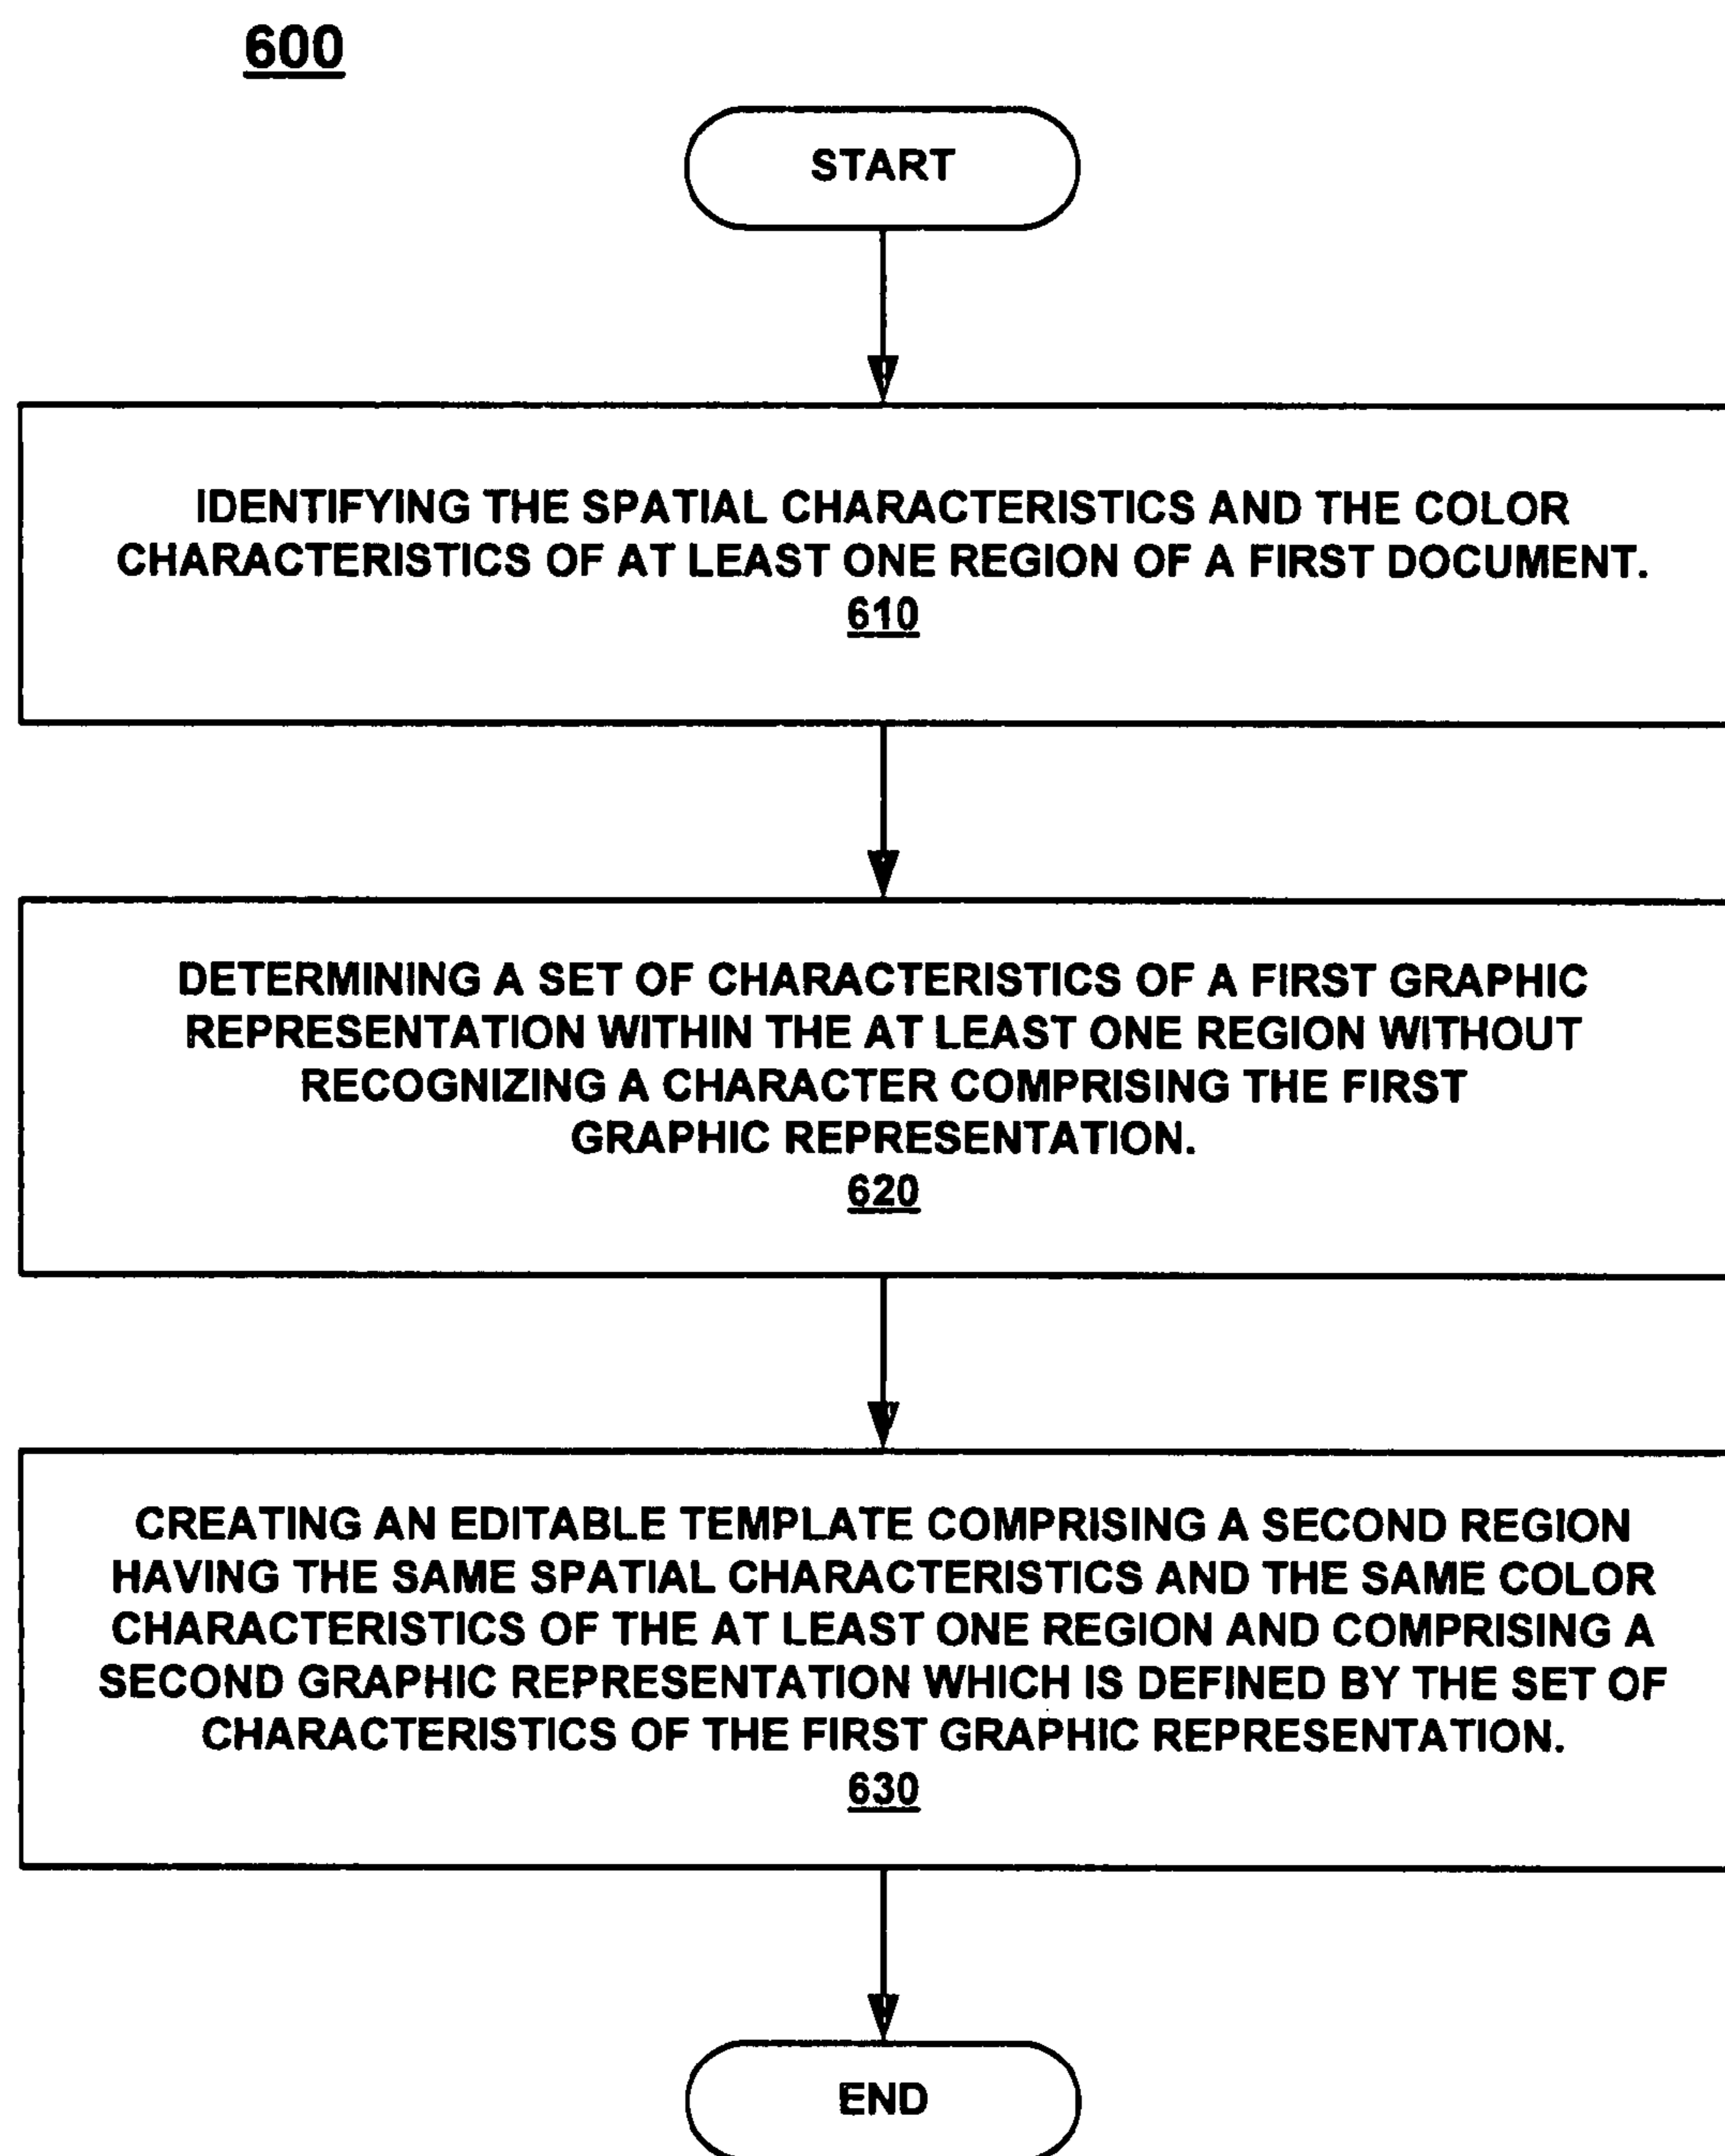 600
START
IDENTIFYING THE SPATIAL CHARACTERISTICS AND THE COLOR
CHARACTERISTICS OF AT LEAST ONE REGION OF A FIRST DOCUMENT.
610
DETERMINING A SET OF CHARACTERISTICS OF A FIRST GRAPHIC
REPRESENTATION WITHIN THE AT LEAST ONE REGION WITHOUT
RECOGNIZING A CHARACTER COMPRISING THE FIRST
GRAPHIC REPRESENTATION.
620
CREATING AN EDITABLE TEMPLATE COMPRISING A SECOND REGION
HAVING THE SAME SPATIAL CHARACTERISTICS AND THE SAME COLOR
CHARACTERISTICS OF THE AT LEAST ONE REGION AND COMPRISING A
SECOND GRAPHIC REPRESENTATION WHICH IS DEFINED BY THE SET OF
CHARACTERISTICS OF THE FIRST GRAPHIC REPRESENTATION.
630
END